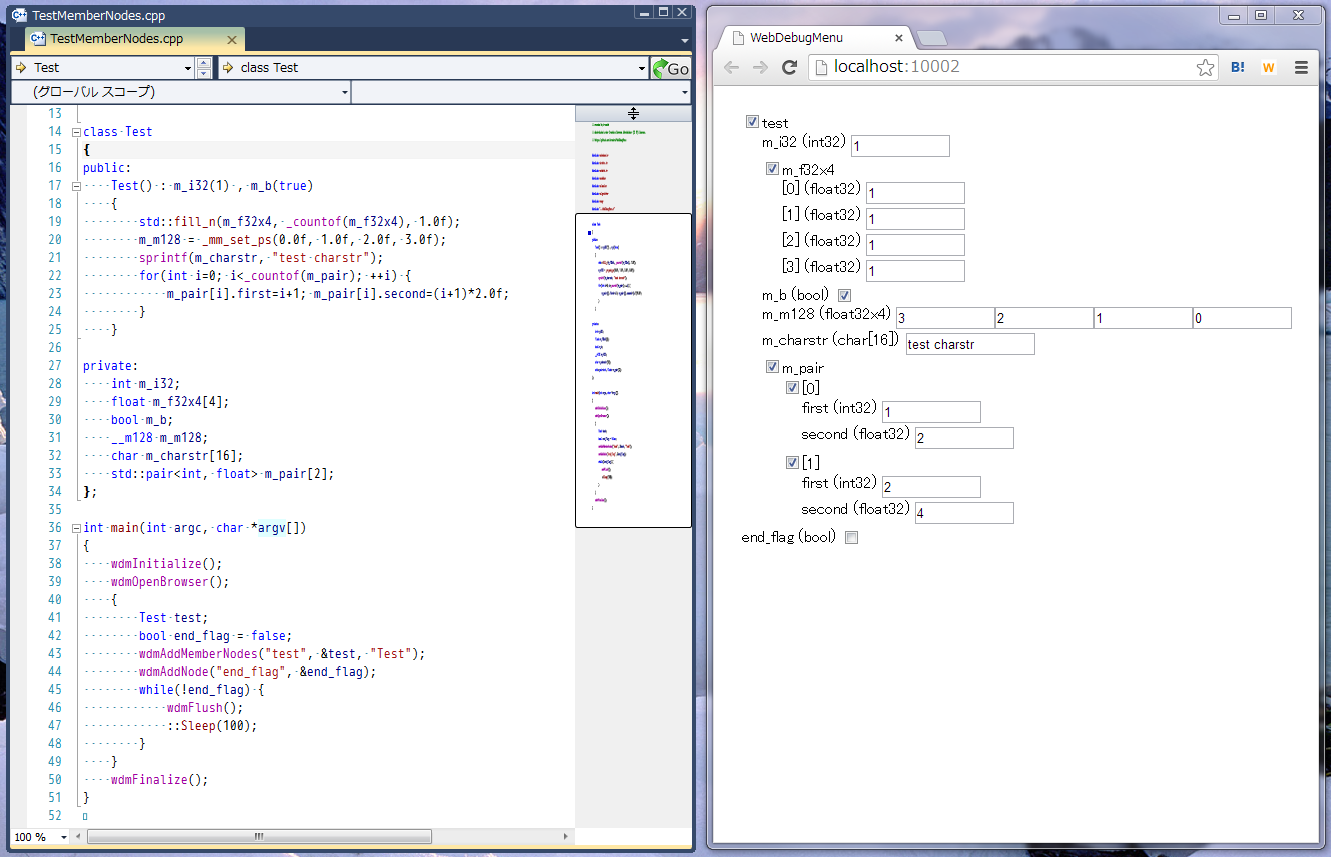 TestMemberNodes.cpp
TestMemberNodes.cpp
Test
class Test
Go
(グローバル スコープ)
13
14 class Test
15 {
16 public:
17 Test() : m_i32(1) , m_b(true)
18 {
19 std::fill_n(m_f32x4, _countof(m_f32x4), 1.0f);
20 m_m128 = _mm_set_ps(0.0f, 1.0f, 2.0f, 3.0f);
21 sprintf(m_charstr, "test charstr");
22 for(int i=0; i<_countof(m_pair); ++i) {
23 m_pair[i].first=i+1; m_pair[i].second=(i+1)*2.0f;
24 }
25 }
26
27 private:
28 int m_i32;
29 float m_f32x4[4];
30 bool m_b;
31 __m128 m_m128;
32 char m_charstr[16];
33 std::pair<int, float> m_pair[2];
34 };
35
36 int main(int argc, char *argv[])
37 {
38 wdmInitialize();
39 wdmOpenBrowser();
40 {
41 Test test;
42 bool end_flag = false;
43 wdmAddMemberNodes("test", &test, "Test");
44 wdmAddNode("end_flag", &end_flag);
45 while(!end_flag) {
46 wdmFlush();
47 ::Sleep(100);
48 }
49 }
50 wdmFinalize();
51 }
52
100 %
WebDebugMenu
localhost:10002
B!
W
test
m_i32 (int32) 1
m_f32x4
[0] (float32) 1
[1] (float32) 1
[2] (float32) 1
[3] (float32) 1
m_b (bool)
m_m128 (float32x4) 3 2 1 0
m_charstr (char[16]) test charstr
m_pair
[0]
first (int32) 1
second (float32) 2
[1]
first (int32) 2
second (float32) 4
end_flag (bool)